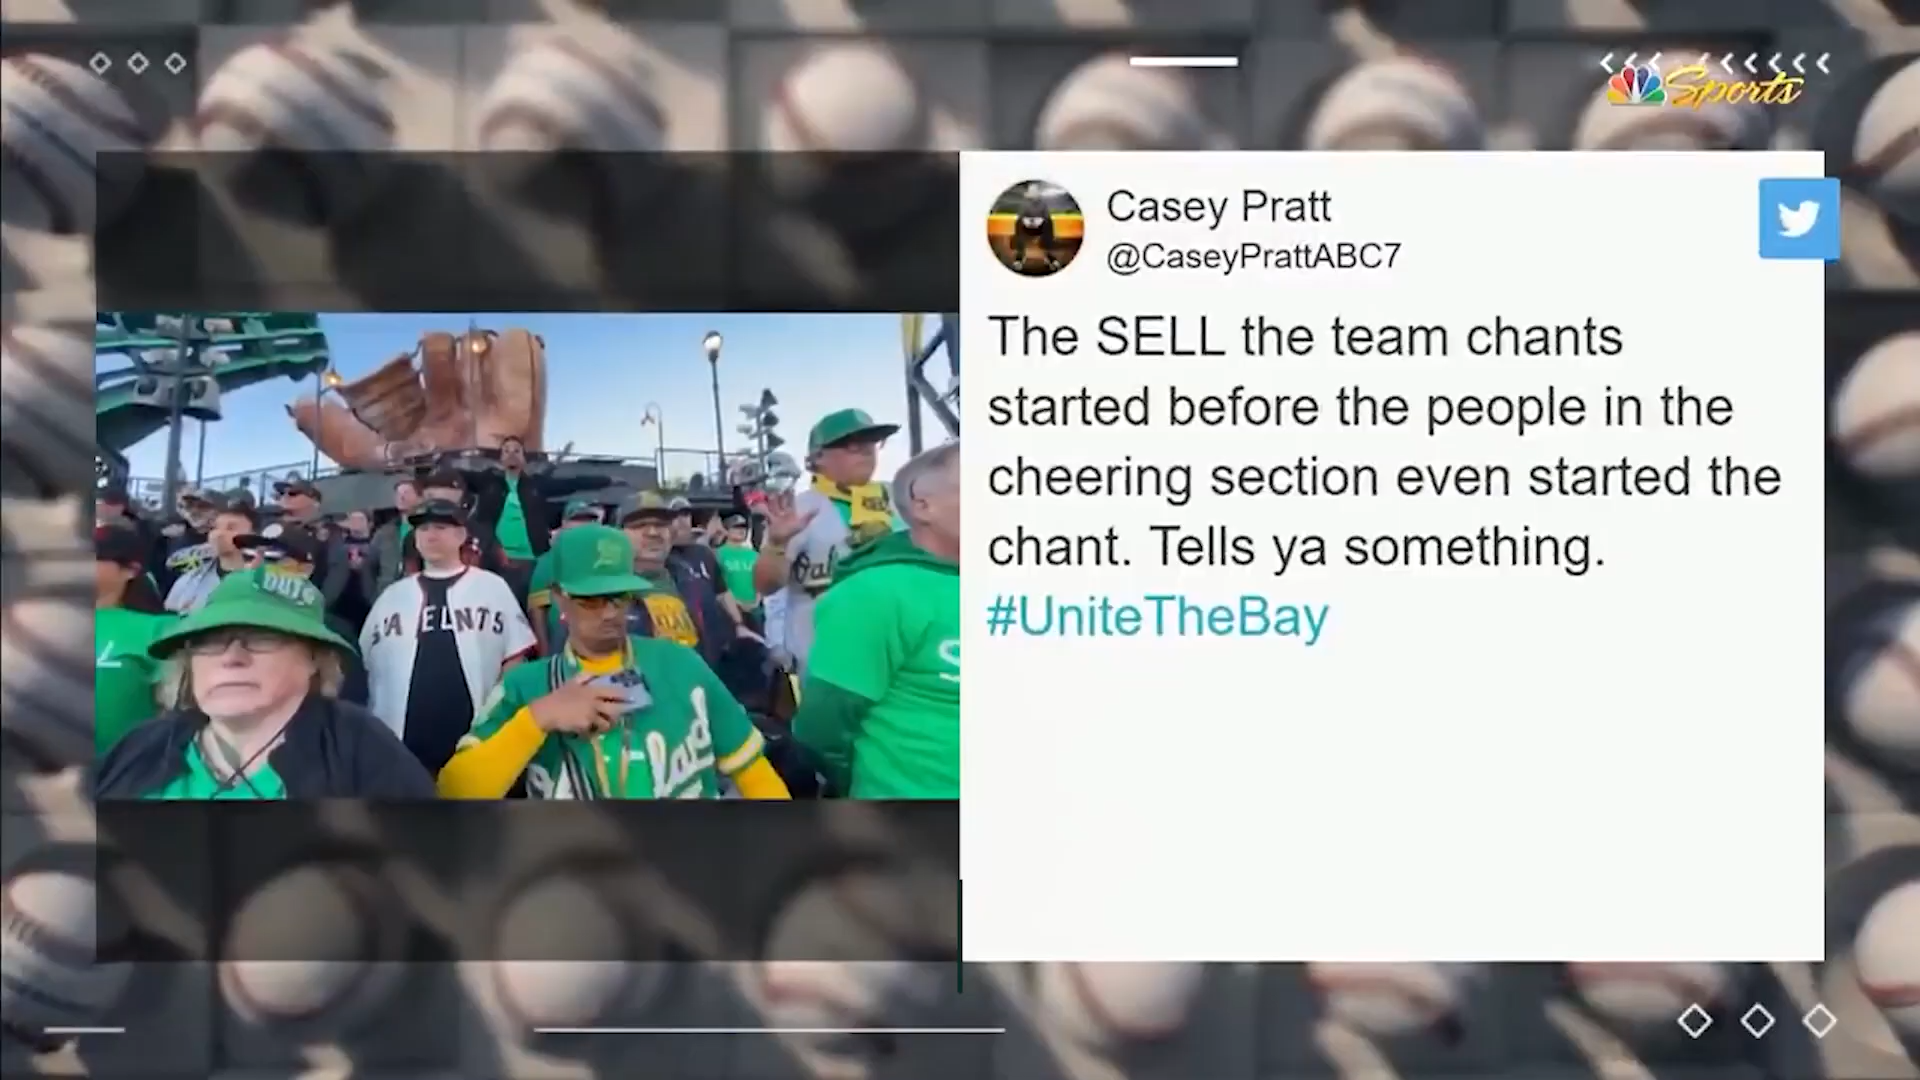 Sports
Casey Pratt
@CaseyPrattABC7
The SELL the team chants
started before the people in the
cheering section even started the
chant. Tells ya something.
#UniteTheBay